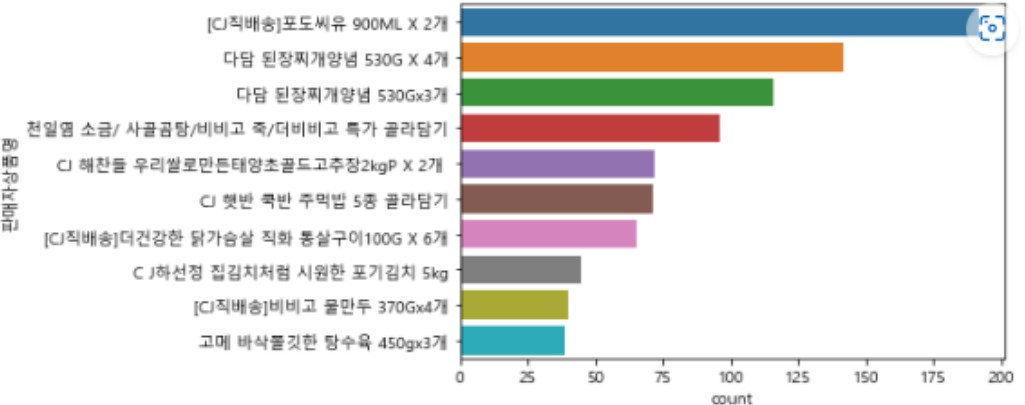 [CJ직배송]포도씨유 900ML X 2개
다담 된장찌개양념 530G X 4개
다담 된장찌개양념 530Gx3개
천일염 소금/ 사골곰탕/비비고 죽/더비비고 특가 골라담기
CJ 해찬들 우리쌀로만든태양초골드고추장2kgP X 2개
CJ 햇반 쿡반 주먹밥 5종 골라담기
[CJ직배송]더건강한 닭가슴살 직화 통살구이100G X 6개
C J하선정 집김치처럼 시원한 포기김치 5kg
[CJ직배송]비비고 물만두 370Gx4개
고메 바삭쫄깃한 탕수육 450gx3개
판매자상품명
0 25 50 75 100 125 150 175 200
count